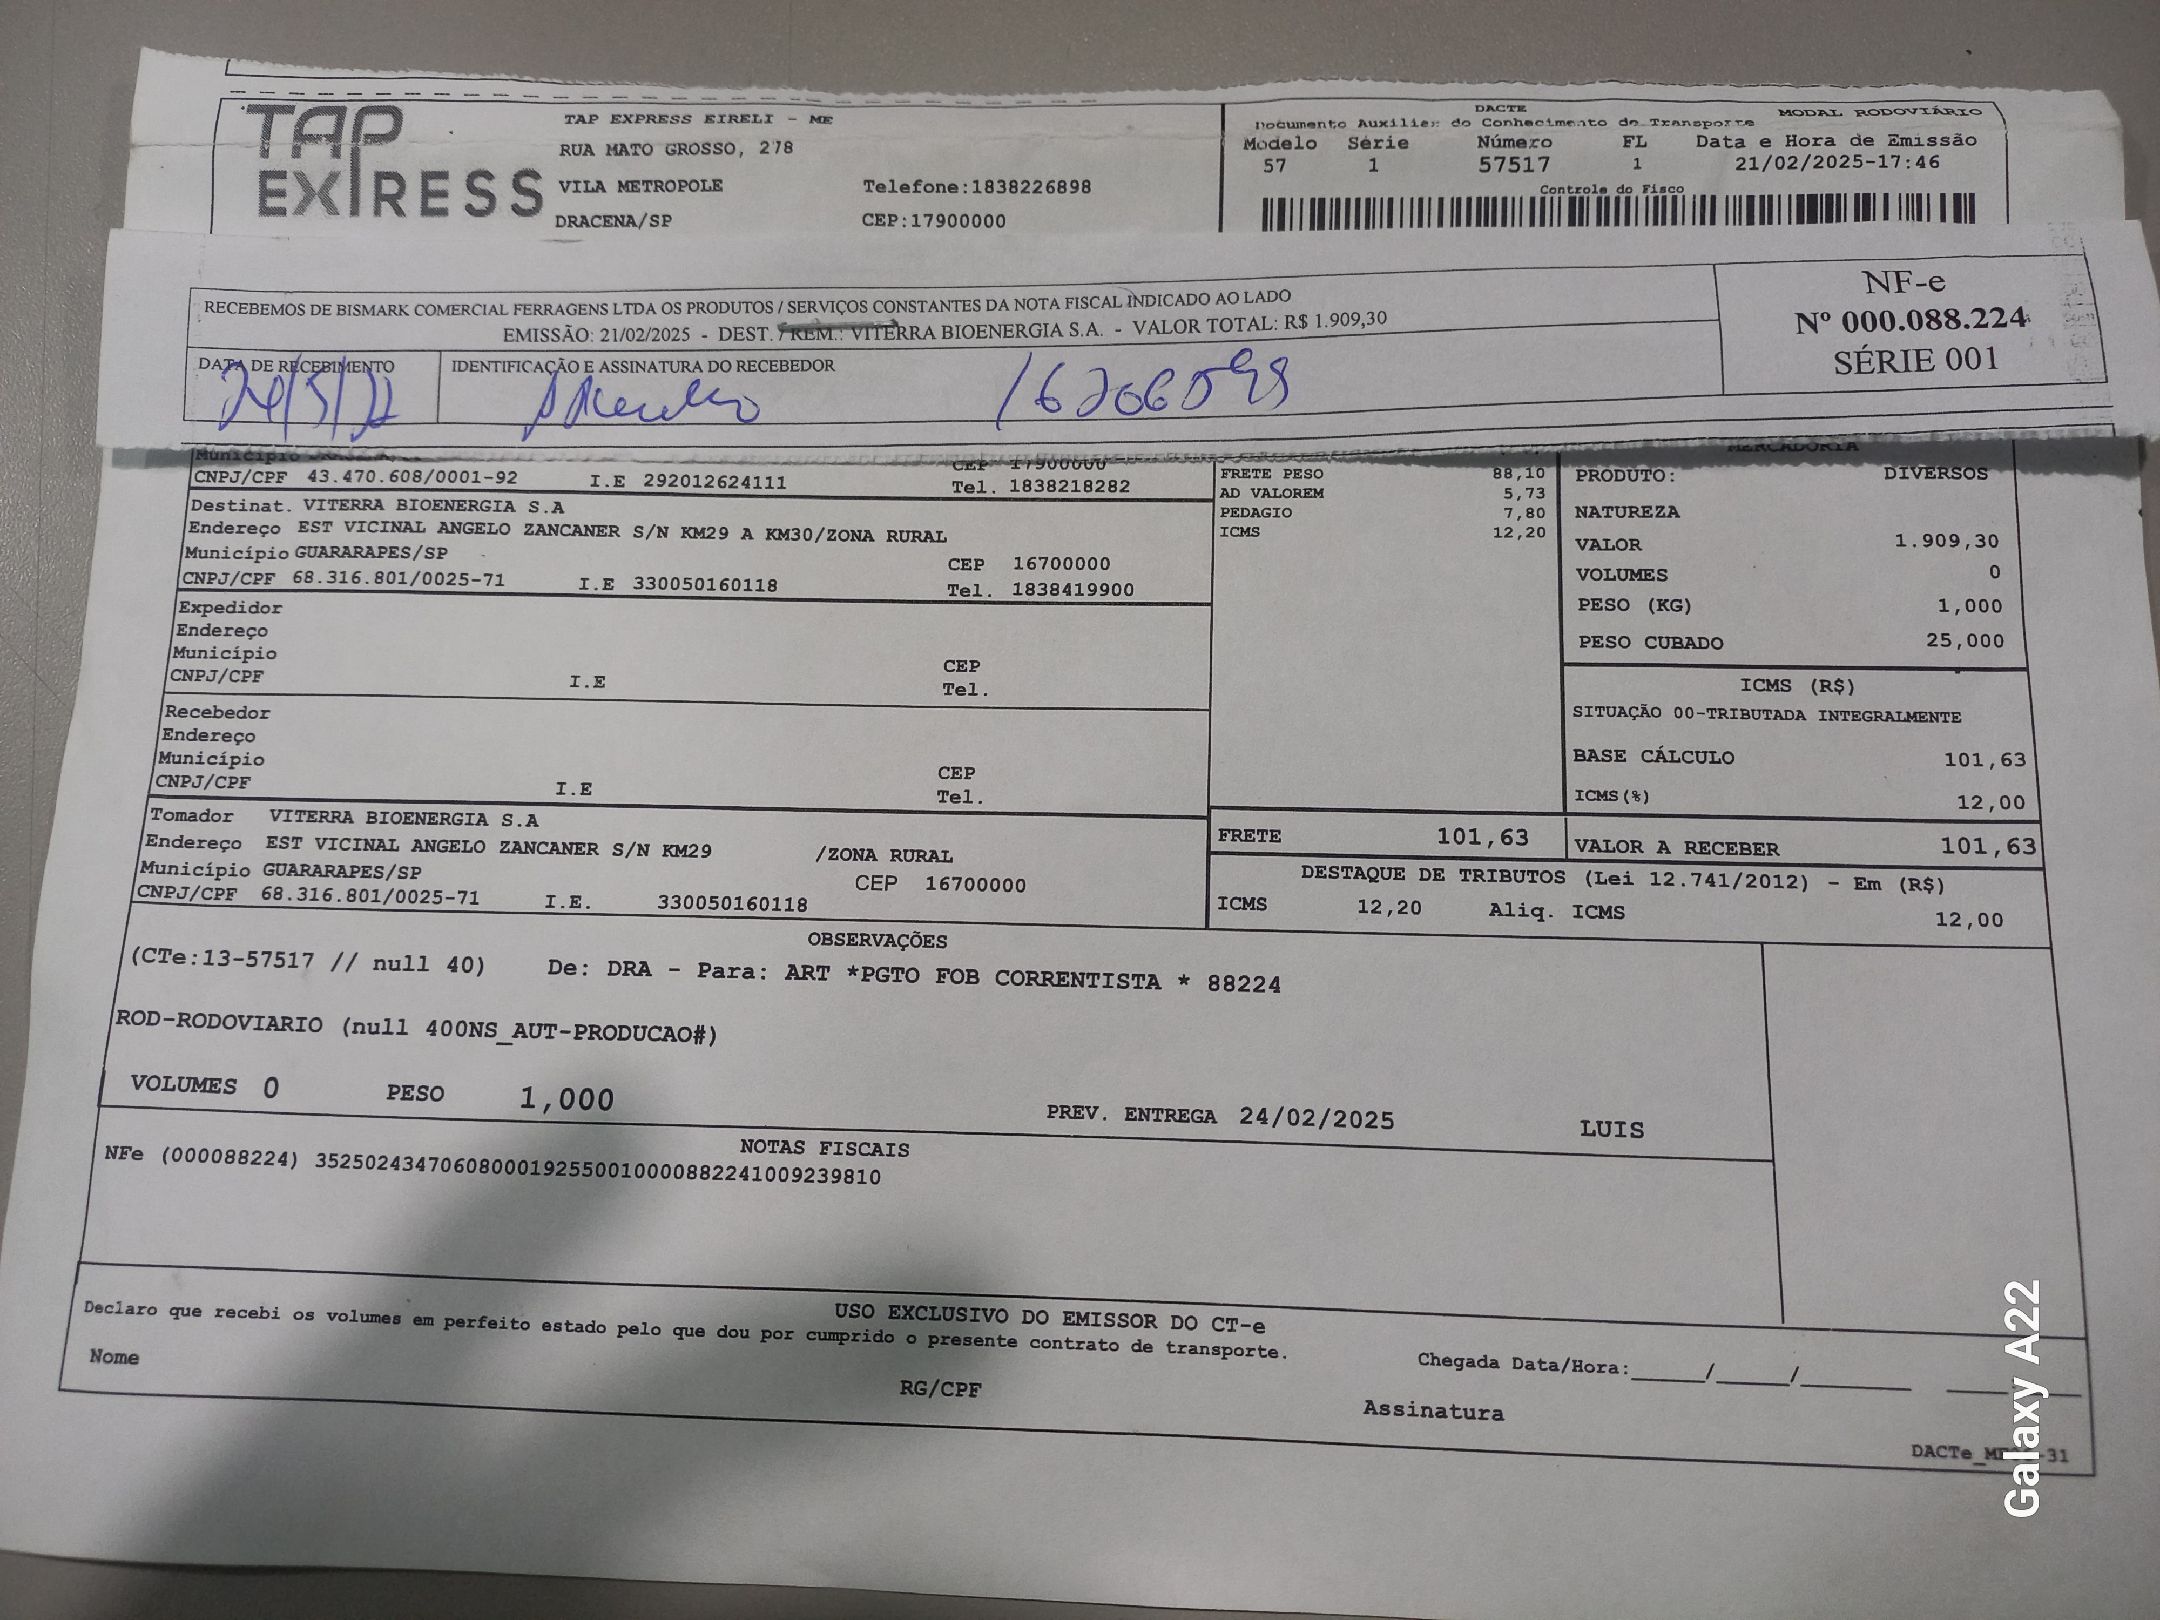 TAP EXPRESS
TAP EXPRESS EIRELI - ME
RUA MATO GROSSO, 278
VILA METROPOLE Telefone:1838226898
DRACENA/SP CEP:17900000
DACTE MODAL RODOVIÁRIO
Documento Auxiliar do Conhecimento de Transporte
Modelo Série Número FL Data e Hora de Emissão
57 1 57517 1 21/02/2025-17:46
Controle do Fisco
RECEBEMOS DE BISMARK COMERCIAL FERRAGENS LTDA OS PRODUTOS / SERVIÇOS CONSTANTES DA NOTA FISCAL INDICADO AO LADO
EMISSÃO: 21/02/2025 - DEST. / REM.: VITERRA BIOENERGIA S.A. - VALOR TOTAL: R$ 1.909,30
NF-e
Nº 000.088.224
SÉRIE 001
DATA DE RECEBIMENTO IDENTIFICAÇÃO E ASSINATURA DO RECEBEDOR
Município CEP 17900000
CNPJ/CPF 43.470.608/0001-92 I.E 292012624111 Tel. 1838218282
Destinat. VITERRA BIOENERGIA S.A
Endereço EST VICINAL ANGELO ZANCANER S/N KM29 A KM30/ZONA RURAL
Município GUARARAPES/SP CEP 16700000
CNPJ/CPF 68.316.801/0025-71 I.E 330050160118 Tel. 1838419900
Expedidor
Endereço
Município CEP
CNPJ/CPF I.E Tel.
Recebedor
Endereço
Município CEP
CNPJ/CPF I.E Tel.
Tomador VITERRA BIOENERGIA S.A
Endereço EST VICINAL ANGELO ZANCANER S/N KM29 /ZONA RURAL
Município GUARARAPES/SP CEP 16700000
CNPJ/CPF 68.316.801/0025-71 I.E. 330050160118
FRETE PESO 88,10
AD VALOREM 5,73
PEDAGIO 7,80
ICMS 12,20
MERCADORIA
PRODUTO: DIVERSOS
NATUREZA
VALOR 1.909,30
VOLUMES 0
PESO (KG) 1,000
PESO CUBADO 25,000
ICMS (R$)
SITUAÇÃO 00-TRIBUTADA INTEGRALMENTE
BASE CÁLCULO 101,63
ICMS(%) 12,00
FRETE 101,63 VALOR A RECEBER 101,63
DESTAQUE DE TRIBUTOS (Lei 12.741/2012) - Em (R$)
ICMS 12,20 Aliq. ICMS 12,00
OBSERVAÇÕES
(CTe:13-57517 // null 40) De: DRA - Para: ART *PGTO FOB CORRENTISTA * 88224
ROD-RODOVIARIO (null 400NS_AUT-PRODUCAO#)
VOLUMES 0 PESO 1,000 PREV. ENTREGA 24/02/2025 LUIS
NOTAS FISCAIS
NFe (000088224) 35250243470608000192550010000882241009239810
USO EXCLUSIVO DO EMISSOR DO CT-e
Declaro que recebi os volumes em perfeito estado pelo que dou por cumprido o presente contrato de transporte.
Nome RG/CPF Assinatura Chegada Data/Hora:_____/_____/________
Galaxy A22